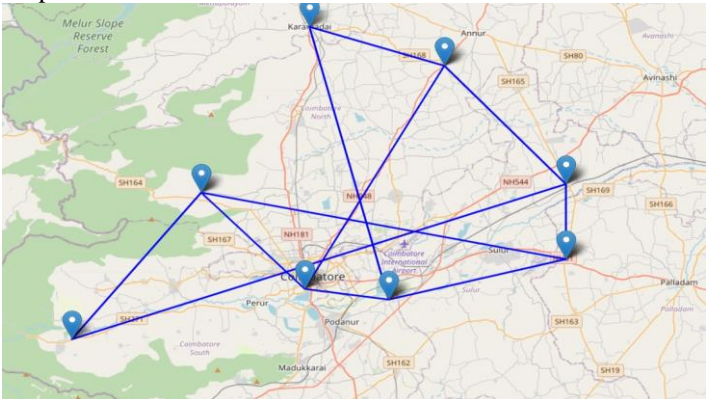 Melur Slope
Reserve
Forest
Karamadai
Annur
SH168
SH80
Avanashi
SH165
Avinashi
Coimbatore
North
SH164
NH544
SH169
NH948
SH166
NH181
SH167
Coimbatore
International
Airport
Sulur
Coimbatore
Palladam
Sulur
Perur
Palladam
Podanur
SH163
Coimbatore
South
SH162
Madukkarai
SH19